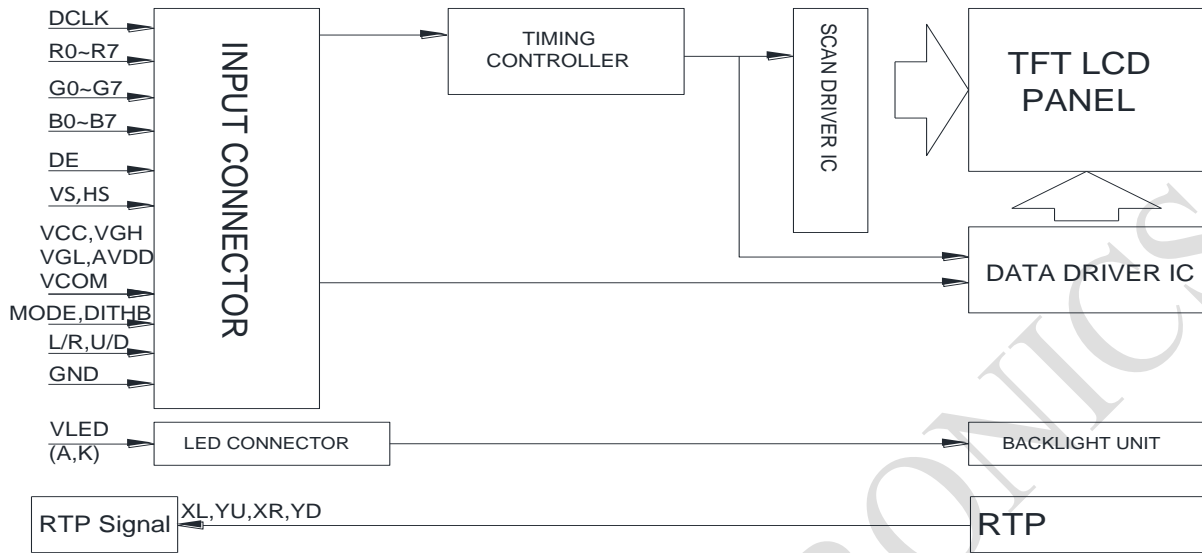 DCLK
R0~R7
G0~G7
B0~B7
DE
VS,HS
VCC,VGH
VGL,AVDD
VCOM
MODE,DITHB
L/R,U/D
GND
INPUT CONNECTOR
TIMING
CONTROLLER
SCAN DRIVER IC
TFT LCD
PANEL
DATA DRIVER IC
VLED
(A,K)
LED CONNECTOR
BACKLIGHT UNIT
RTP Signal
XL,YU,XR,YD
RTP